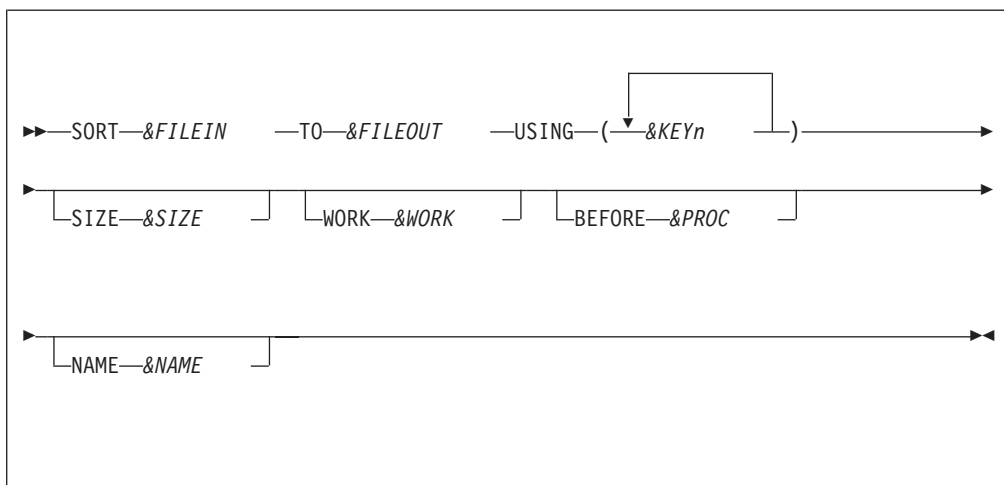 SORT &FILEIN TO &FILEOUT USING ( &KEYn )
SIZE &SIZE WORK &WORK BEFORE &PROC
NAME &NAME